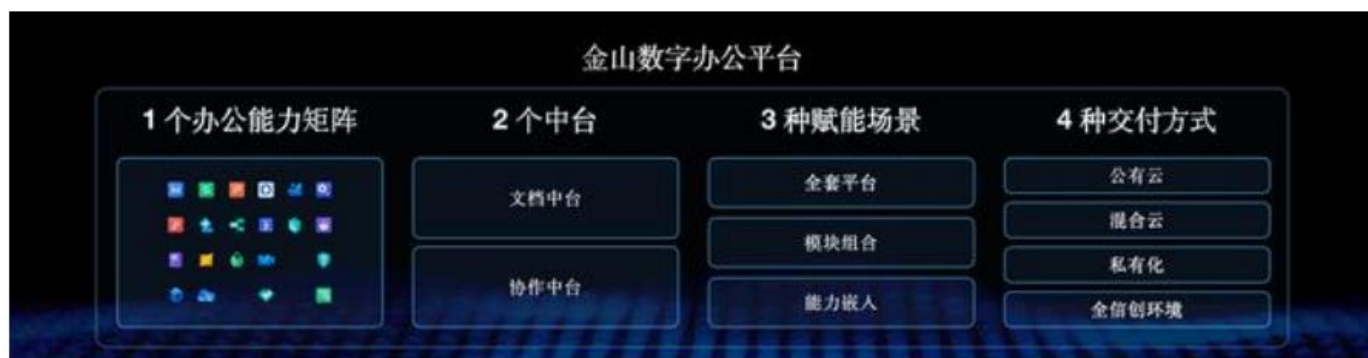 金山数字办公平台
1 个办公能力矩阵
2 个中台
3 种赋能场景
4 种交付方式
文档中台
协作中台
全套平台
模块组合
能力嵌入
公有云
混合云
私有化
全信创环境